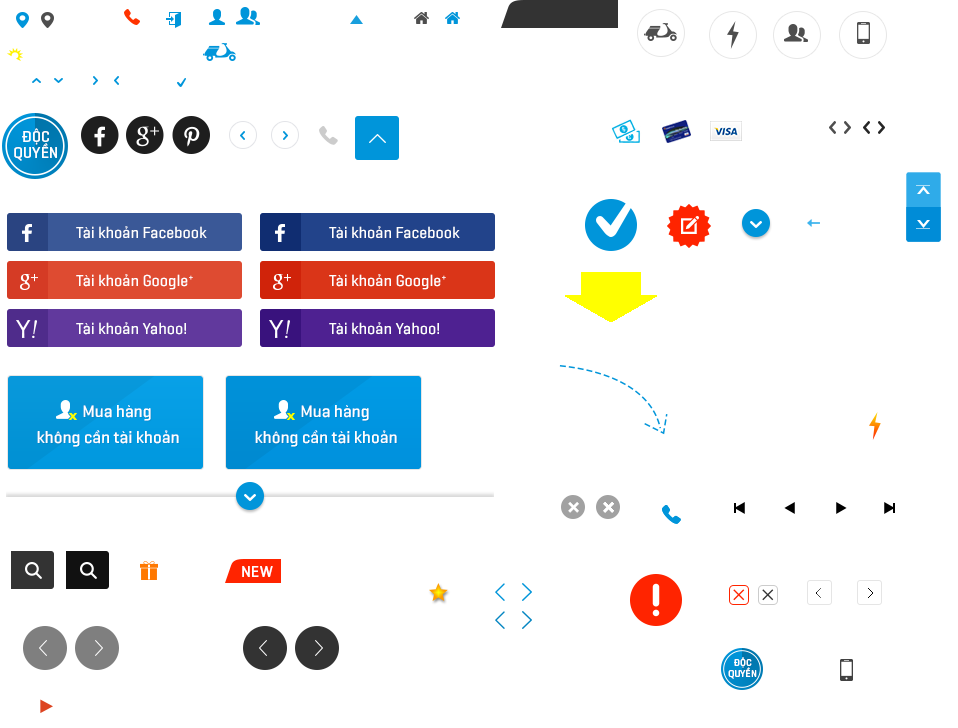 ĐỘC
QUYỀN
VISA
Tài khoản Facebook
Tài khoản Facebook
g+ Tài khoản Google+
g+ Tài khoản Google+
Y! Tài khoản Yahoo!
Y! Tài khoản Yahoo!
Mua hàng
không cần tài khoản
Mua hàng
không cần tài khoản
NEW
ĐỘC
QUYỀN